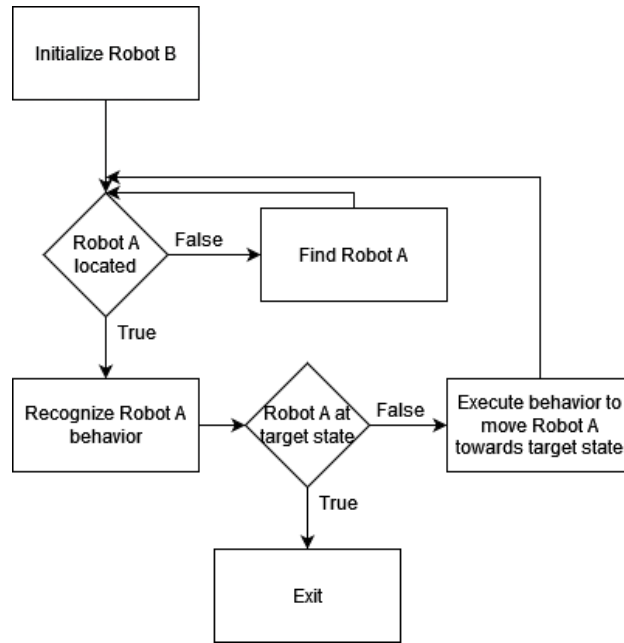 Initialize Robot B
Robot A
located
False
Find Robot A
True
Recognize Robot A
behavior
Robot A at
target state
False
Execute behavior to
move Robot A
towards target state
True
Exit